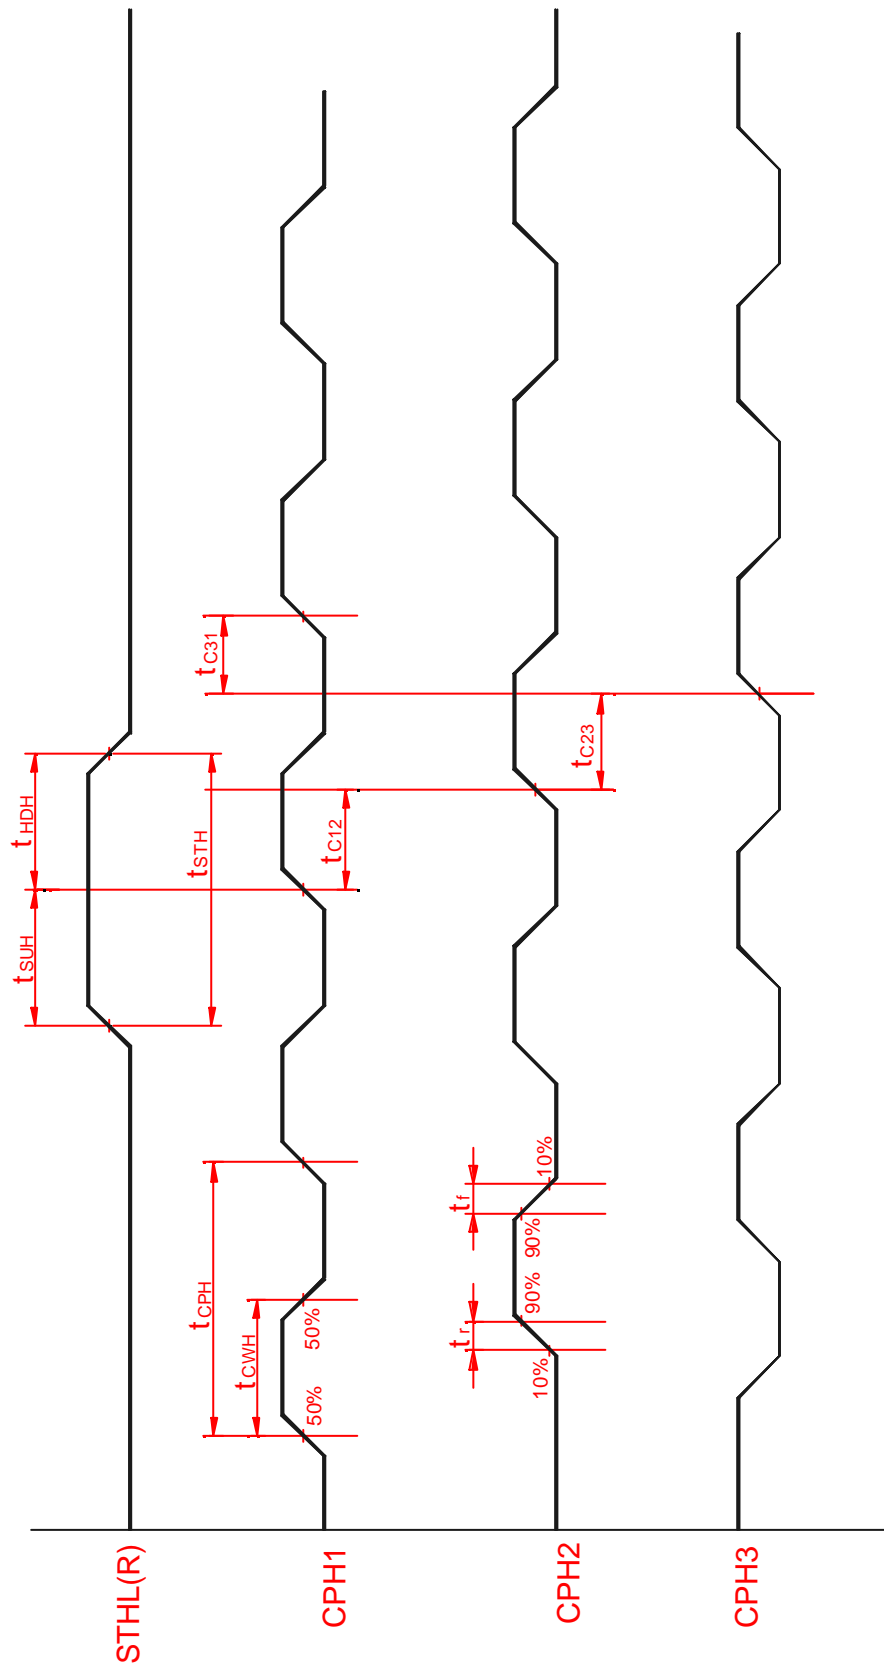 STHL(R)
tSUH
tHDH
tSTH
CPH1
tCPH
tCWH
50%
50%
tC12
tC31
CPH2
tr
tf
10%
90%
90%
10%
tC23
CPH3